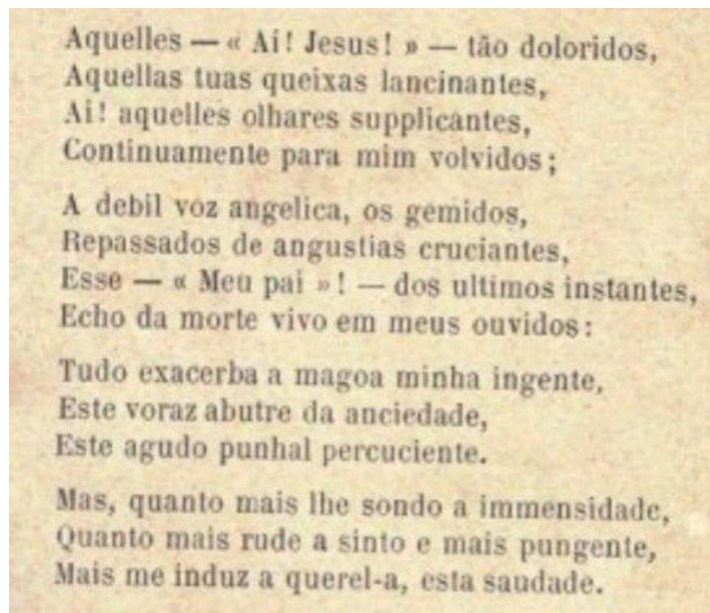 Aquelles — « Ai! Jesus! » — tão doloridos,
Aquellas tuas queixas lancinantes,
Ai! aquelles olhares supplicantes,
Continuamente para mim volvidos;
A debil voz angelica, os gemidos,
Repassados de angustias cruciantes,
Esse — « Meu pai »! — dos ultimos instantes,
Echo da morte vivo em meus ouvidos:
Tudo exacerba a magoa minha ingente,
Este voraz abutre da anciedade,
Este agudo punhal percuciente.
Mas, quanto mais lhe sondo a immensidade,
Quanto mais rude a sinto e mais pungente,
Mais me induz a querel-a, esta saudade.